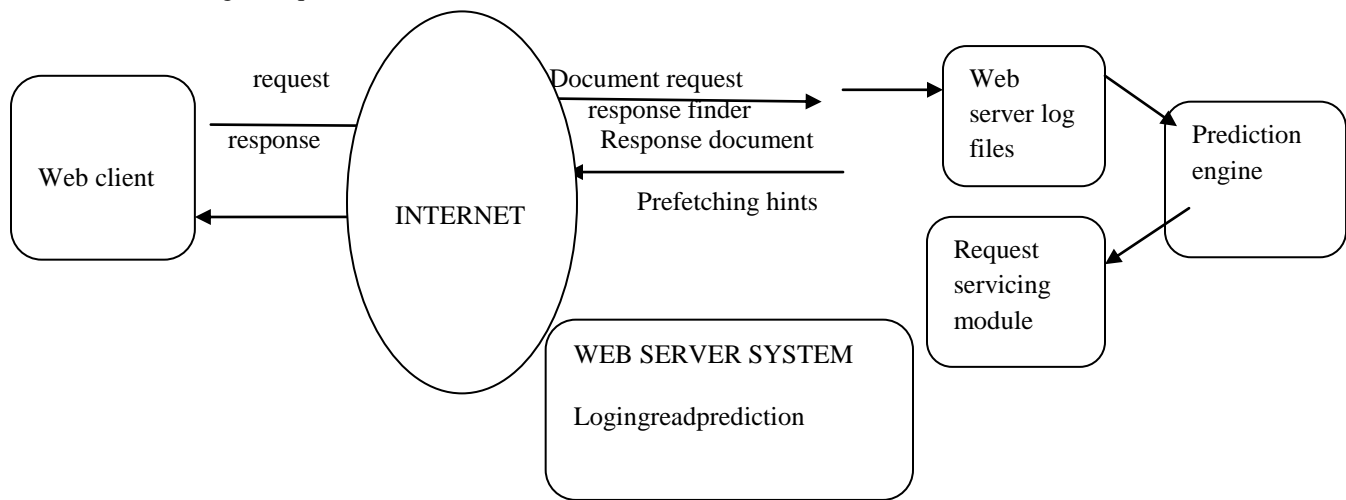 request
response
Web client
INTERNET
Document request
response finder
Response document
Prefetching hints
Web
server log
files
Prediction
engine
Request
servicing
module
WEB SERVER SYSTEM
Logingreadprediction